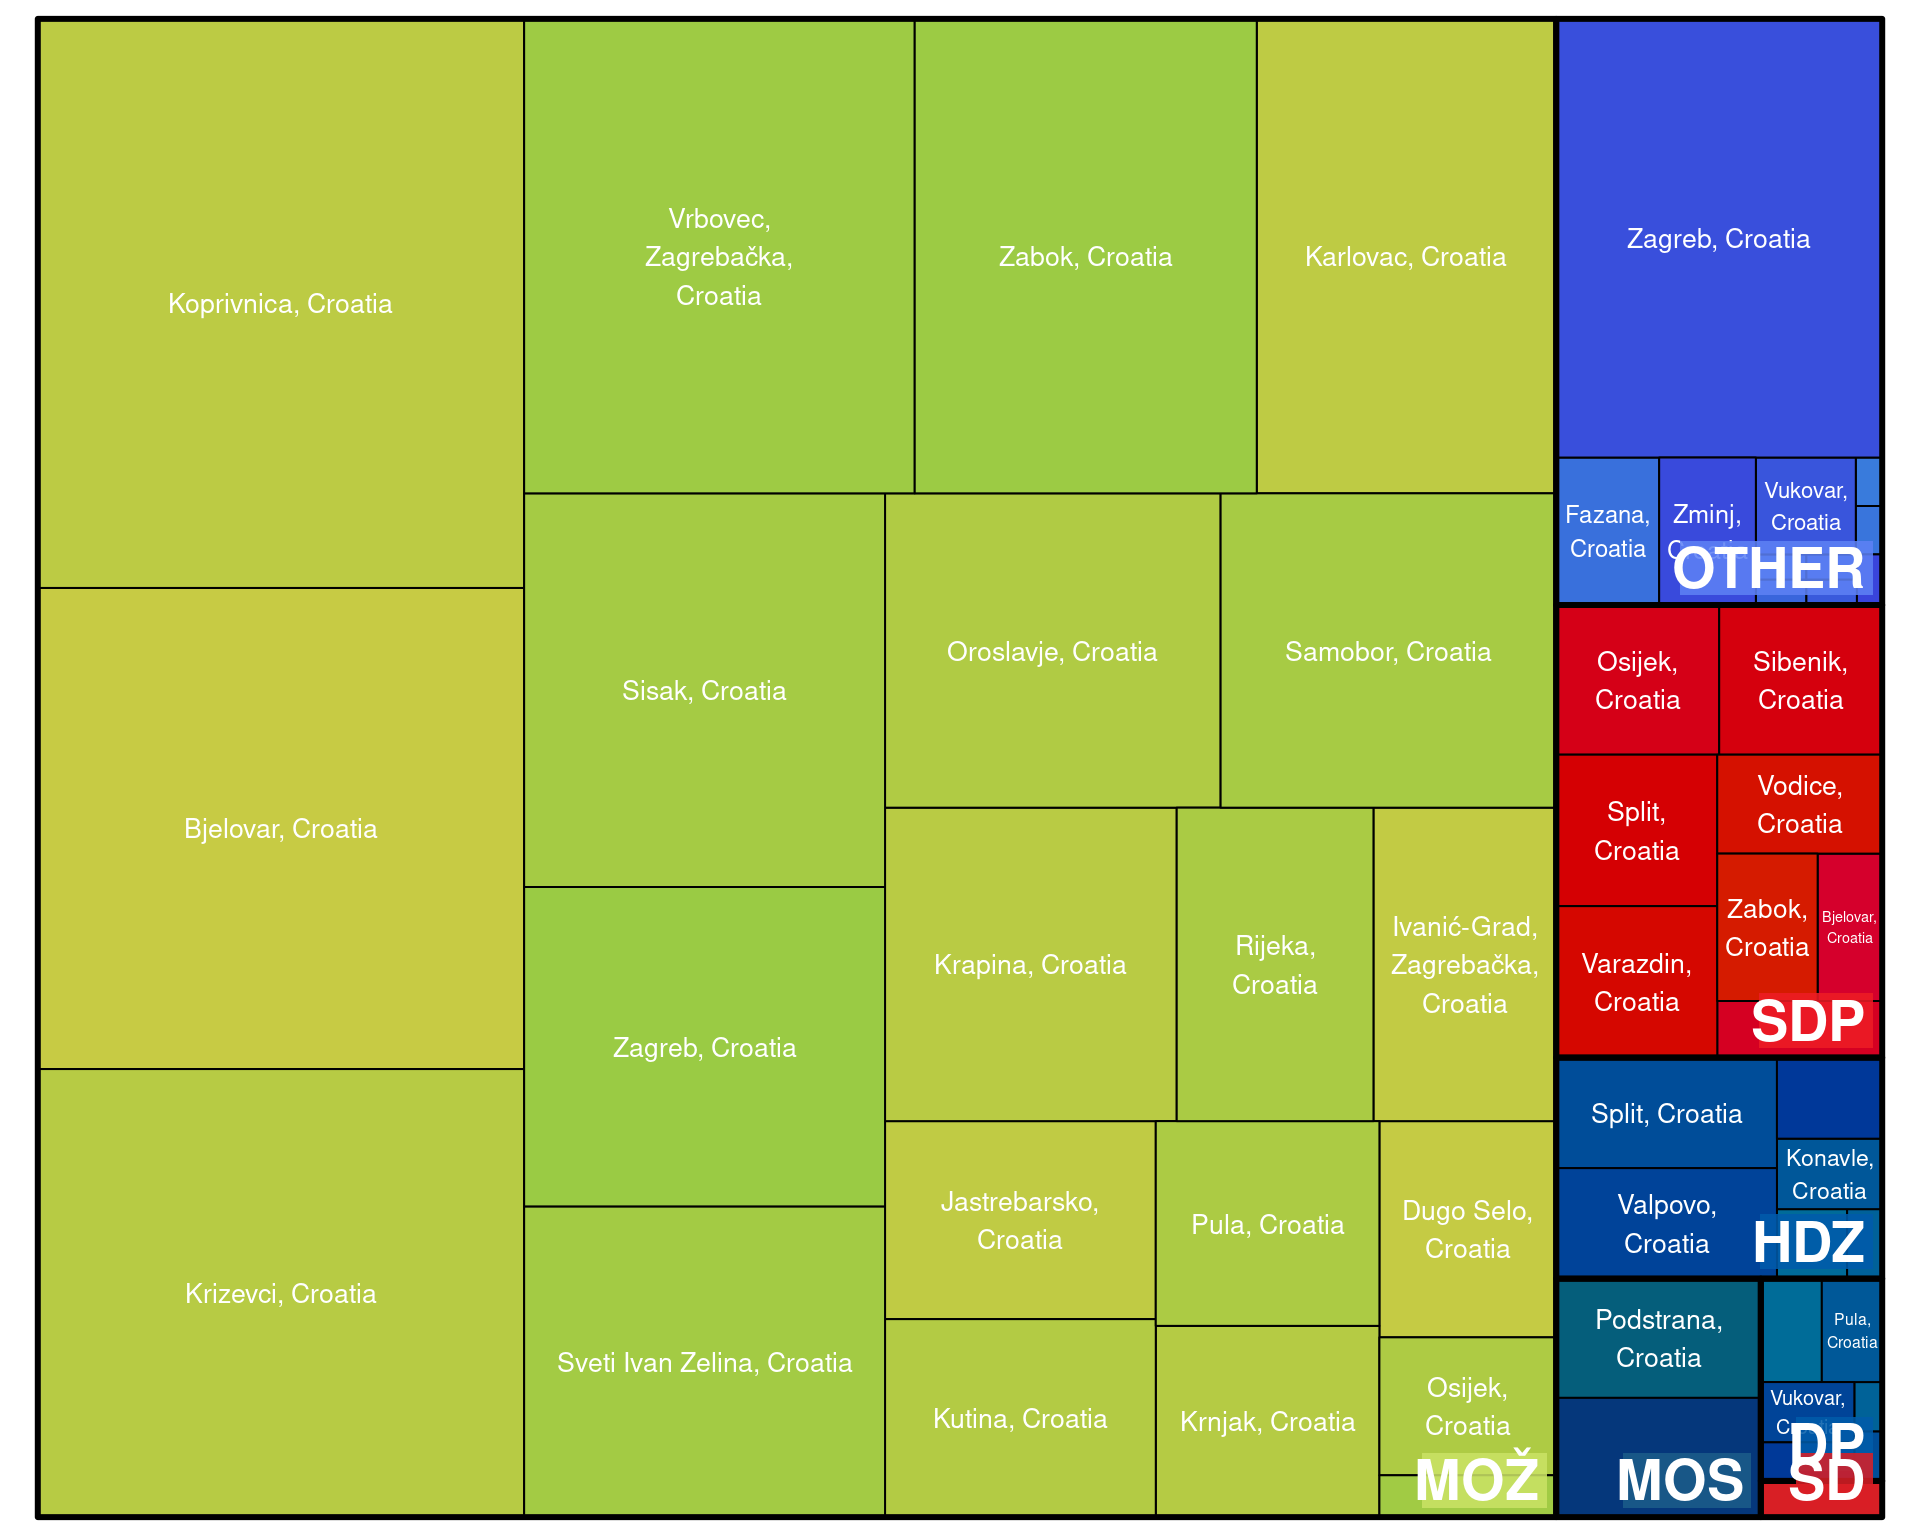 Koprivnica, Croatia
Bjelovar, Croatia
Krizevci, Croatia
Vrbovec,
Zagrebačka,
Croatia
Zabok, Croatia
Karlovac, Croatia
Sisak, Croatia
Oroslavje, Croatia
Samobor, Croatia
Zagreb, Croatia
Krapina, Croatia
Rijeka,
Croatia
Ivanić-Grad,
Zagrebačka,
Croatia
Sveti Ivan Zelina, Croatia
Jastrebarsko,
Croatia
Pula, Croatia
Dugo Selo,
Croatia
Kutina, Croatia
Krnjak, Croatia
Osijek,
Croatia
MOŽ
Zagreb, Croatia
Fazana,
Croatia
Zminj,
Croatia
Vukovar,
Croatia
OTHER
Osijek,
Croatia
Sibenik,
Croatia
Split,
Croatia
Vodice,
Croatia
Zabok,
Croatia
Bjelovar,
Croatia
Varazdin,
Croatia
SDP
Split, Croatia
Konavle,
Croatia
Valpovo,
Croatia
HDZ
Podstrana,
Croatia
MOS
Pula,
Croatia
Vukovar,
DP
SD